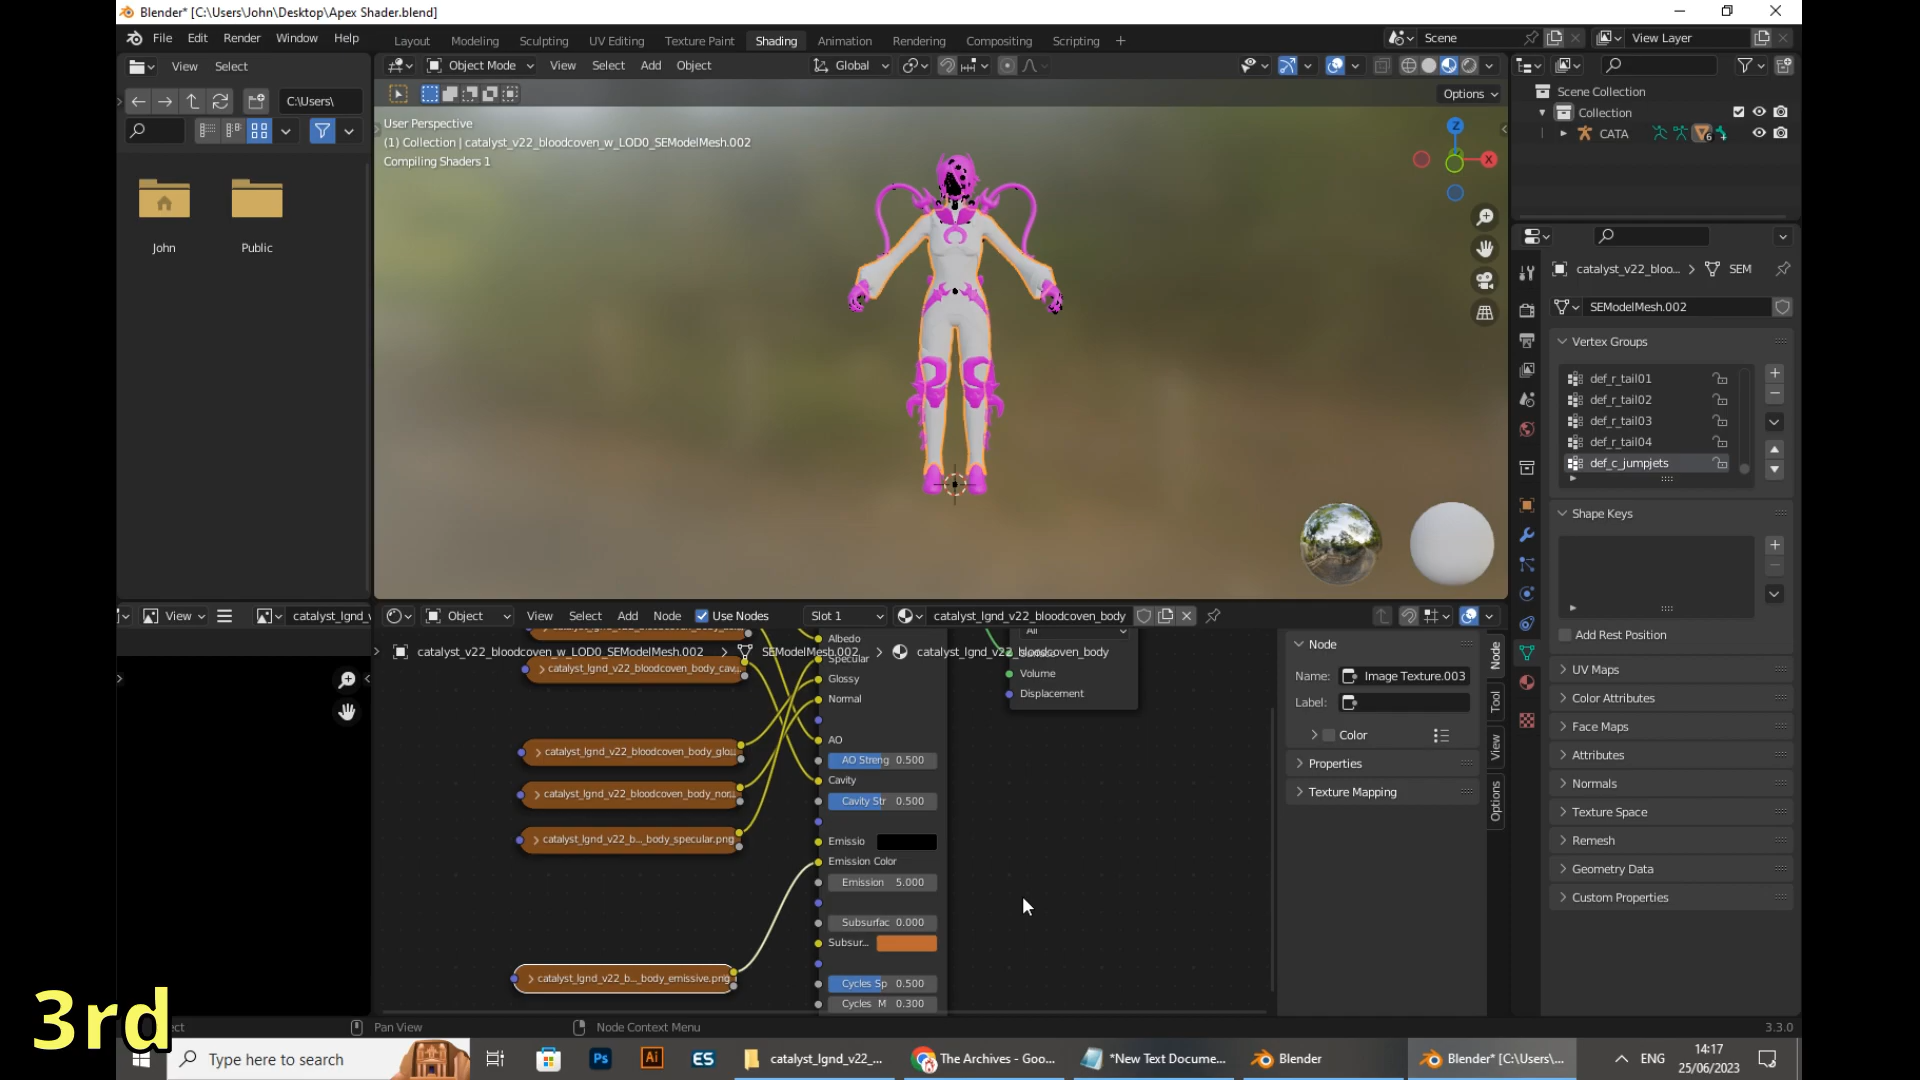 Blender* [C:\Users\John\Desktop\Apex Shader.blend]
File Edit Render Window Help
Layout Modeling Sculpting UV Editing Texture Paint Shading Animation Rendering Compositing Scripting +
Scene
View Layer
View Select
Object Mode View Select Add Object
Global
C:\Users\
Options
John
Public
User Perspective
(1) Collection | catalyst_v22_bloodcoven_w_LOD0_SEModelMesh.002
Compiling Shaders 1
Z
X
Scene Collection
Collection
CATA
6
catalyst_v22_bloo... > SEM
SEModelMesh.002
Vertex Groups
def_r_tail01
def_r_tail02
def_r_tail03
def_r_tail04
def_c_jumpjets
Shape Keys
Add Rest Position
UV Maps
Color Attributes
Face Maps
Attributes
Normals
Texture Space
Remesh
Geometry Data
Custom Properties
View
catalyst_lgnd_v
Object View Select Add Node Use Nodes Slot 1 catalyst_lgnd_v22_bloodcoven_body
catalyst_v22_bloodcoven_w_LOD0_SEModelMesh.002 > SEModelMesh.002 > catalyst_lgnd_v22_bloodcoven_body
catalyst_lgnd_v22_bloodcoven_body_cav...
catalyst_lgnd_v22_bloodcoven_body_glo...
catalyst_lgnd_v22_bloodcoven_body_nor...
catalyst_lgnd_v22_b..._body_specular.png
catalyst_lgnd_v22_b..._body_emissive.png
Albedo
Specular
Glossy
Normal
AO
AO Streng 0.500
Cavity
Cavity Str 0.500
Emissio
Emission Color
Emission 5.000
Subsurfac 0.000
Subsur...
Cycles Sp 0.500
Cycles M 0.300
All
Volume
Displacement
Node
Name: Image Texture.003
Label:
Color
Properties
Texture Mapping
Node
Tool
View
Options
3rd
Pan View
Node Context Menu
3.3.0
Type here to search
Ps
Ai
ES
catalyst_lgnd_v22_...
The Archives - Goo...
*New Text Docume...
Blender
Blender* [C:\Users\...
ENG
14:17
25/06/2023